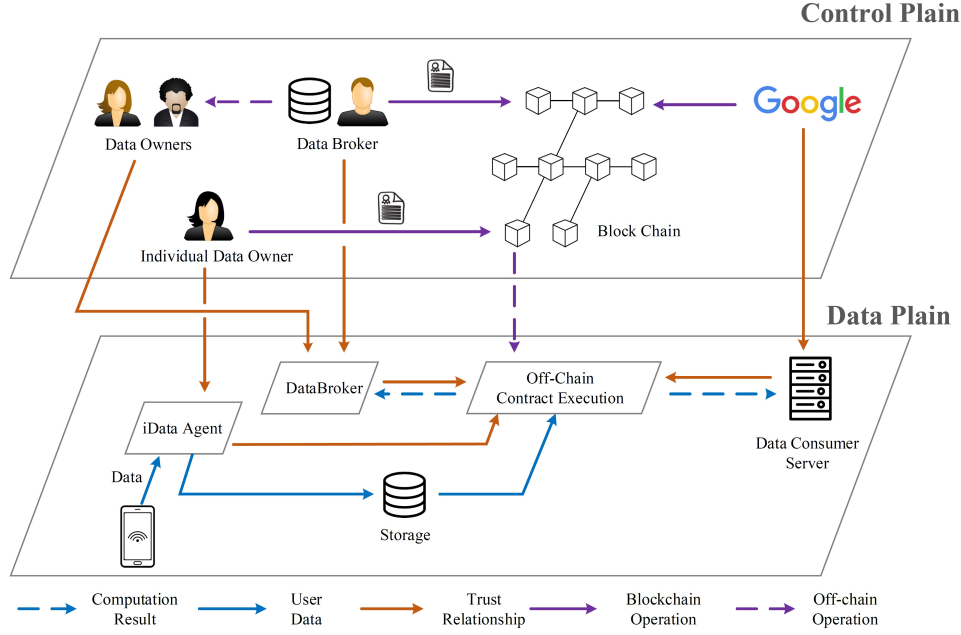 Control Plain
Google
Data Owners
Data Broker
Block Chain
Individual Data Owner
Data Plain
DataBroker
Off-Chain
Contract Execution
iData Agent
Data Consumer
Server
Data
Storage
Computation
Result
User
Data
Trust
Relationship
Blockchain
Operation
Off-chain
Operation